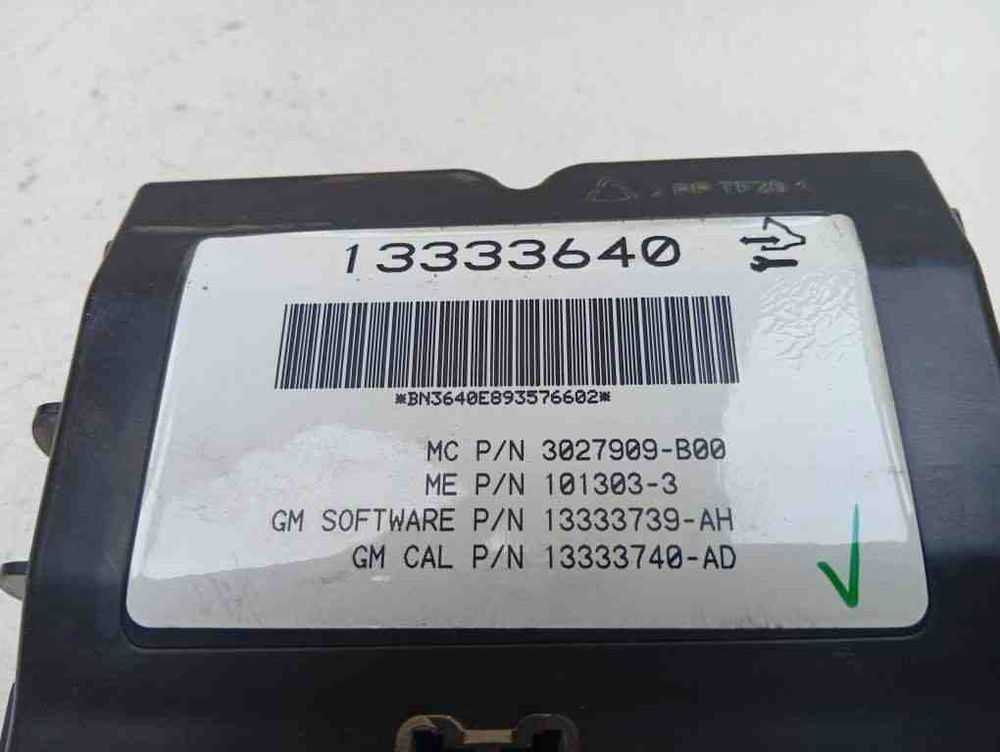 13333640
*BN3640E893576602*
MC P/N 3027909-B00
ME P/N 101303-3
GM SOFTWARE P/N 13333739-AH
GM CAL P/N 13333740-AD